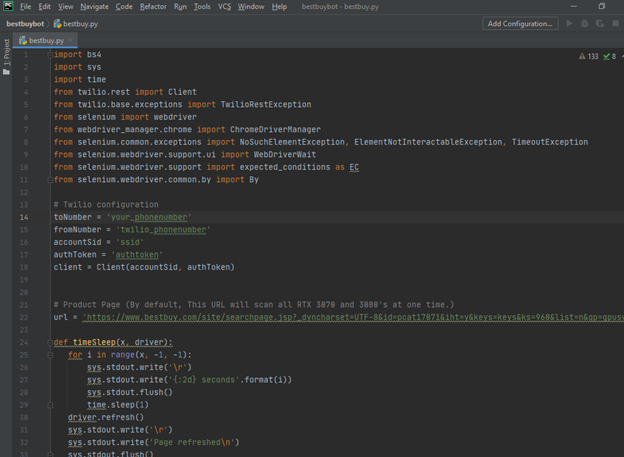 File Edit View Navigate Code Refactor Run Tools VCS Window Help bestbuybot - bestbuy.py
bestbuybot bestbuy.py Add Configuration...
bestbuy.py
1: Project
133 8
1 import bs4
2 import sys
3 import time
4 from twilio.rest import Client
5 from twilio.base.exceptions import TwilioRestException
6 from selenium import webdriver
7 from webdriver_manager.chrome import ChromeDriverManager
8 from selenium.common.exceptions import NoSuchElementException, ElementNotInteractableException, TimeoutException
9 from selenium.webdriver.support.ui import WebDriverWait
10 from selenium.webdriver.support import expected_conditions as EC
11 from selenium.webdriver.common.by import By
12
13 # Twilio configuration
14 toNumber = 'your_phonenumber'
15 fromNumber = 'twilio_phonenumber'
16 accountSid = 'ssid'
17 authToken = 'authtoken'
18 client = Client(accountSid, authToken)
19
20
21 # Product Page (By default, This URL will scan all RTX 3070 and 3080's at one time.)
22 url = 'https://www.bestbuy.com/site/searchpage.jsp?_dyncharset=UTF-8&id=pcat17071&iht=y&keys=keys&ks=960&list=n&qp=gpusv
23
24 def timeSleep(x, driver):
25 for i in range(x, -1, -1):
26 sys.stdout.write('\r')
27 sys.stdout.write('{:2d} seconds'.format(i))
28 sys.stdout.flush()
29 time.sleep(1)
30 driver.refresh()
31 sys.stdout.write('\r')
32 sys.stdout.write('Page refreshed\n')
33 sys.stdout.flush()